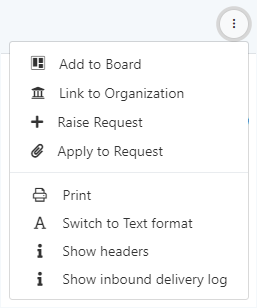 Add to Board
Link to Organization
Raise Request
Apply to Request
Print
Switch to Text format
Show headers
Show inbound delivery log